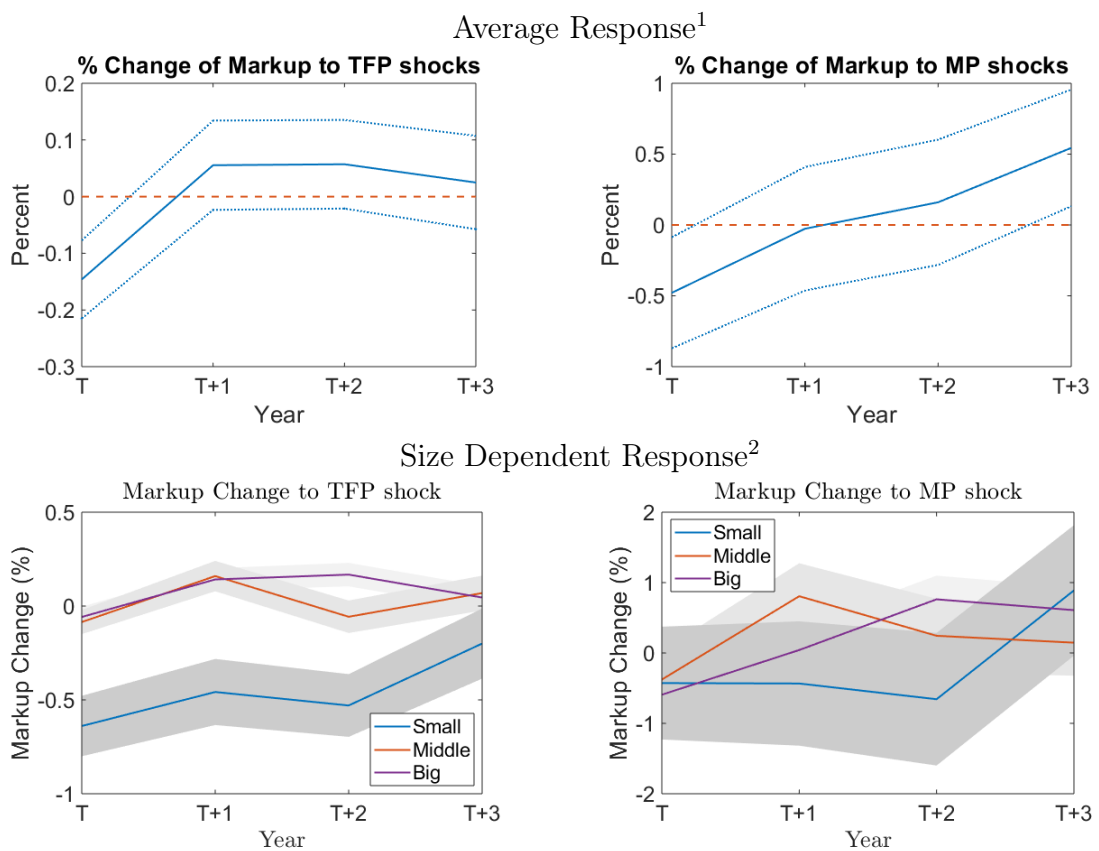 Average Response¹
% Change of Markup to TFP shocks
0.2
0.1
0
-0.1
-0.2
-0.3
Percent
T T+1 T+2 T+3
Year
% Change of Markup to MP shocks
1
0.5
0
-0.5
-1
Percent
T T+1 T+2 T+3
Year
Size Dependent Response²
Markup Change to TFP shock
0.5
0
-0.5
-1
Markup Change (%)
Small
Middle
Big
T T+1 T+2 T+3
Year
Markup Change to MP shock
2
1
0
-1
-2
Markup Change (%)
Small
Middle
Big
T T+1 T+2 T+3
Year